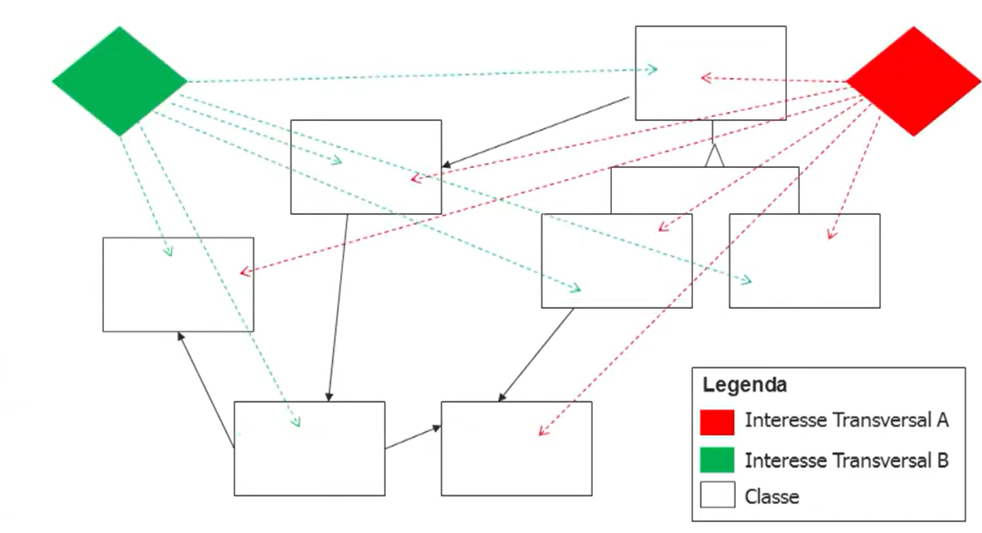 Legenda
Interesse Transversal A
Interesse Transversal B
Classe